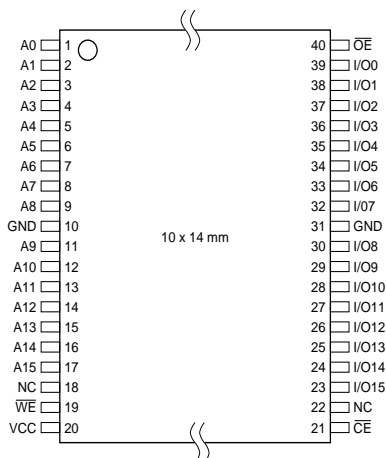 A0 1 40 OE
A1 2 39 I/O0
A2 3 38 I/O1
A3 4 37 I/O2
A4 5 36 I/O3
A5 6 35 I/O4
A6 7 34 I/O5
A7 8 33 I/O6
A8 9 32 I/07
GND 10 31 GND
A9 11 10 x 14 mm 30 I/O8
A10 12 29 I/O9
A11 13 28 I/O10
A12 14 27 I/O11
A13 15 26 I/O12
A14 16 25 I/O13
A15 17 24 I/O14
NC 18 23 I/O15
WE 19 22 NC
VCC 20 21 CE